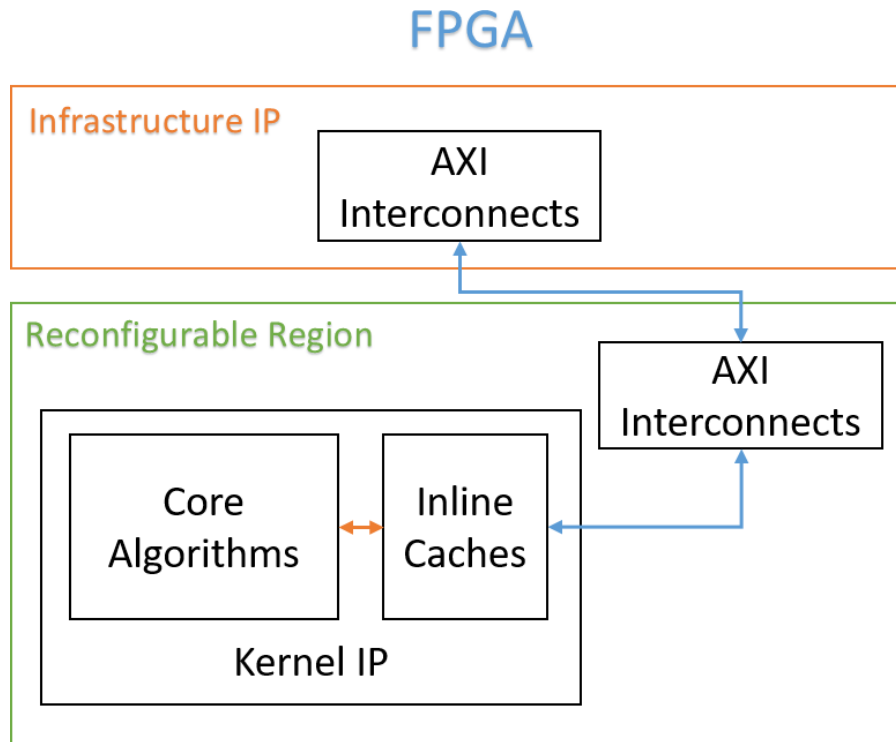 FPGA
Infrastructure IP
AXI
Interconnects
Reconfigurable Region
AXI
Interconnects
Core
Algorithms
Inline
Caches
Kernel IP